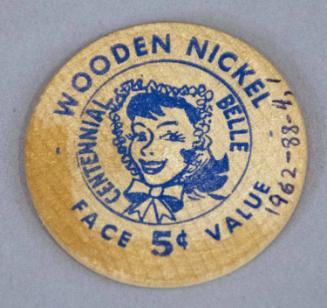 WOODEN NICKEL
CENTENNIAL BELLE
FACE 5¢ VALUE
1962-88-4